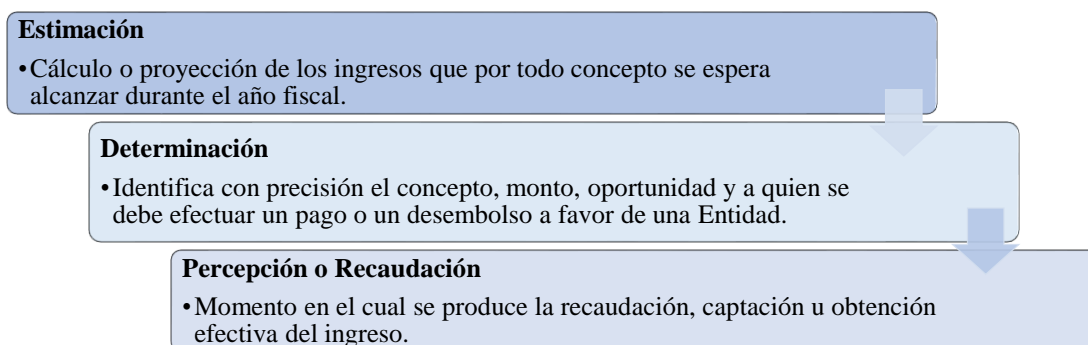 Estimación
•Cálculo o proyección de los ingresos que por todo concepto se espera
alcanzar durante el año fiscal.
Determinación
•Identifica con precisión el concepto, monto, oportunidad y a quien se
debe efectuar un pago o un desembolso a favor de una Entidad.
Percepción o Recaudación
•Momento en el cual se produce la recaudación, captación u obtención
efectiva del ingreso.